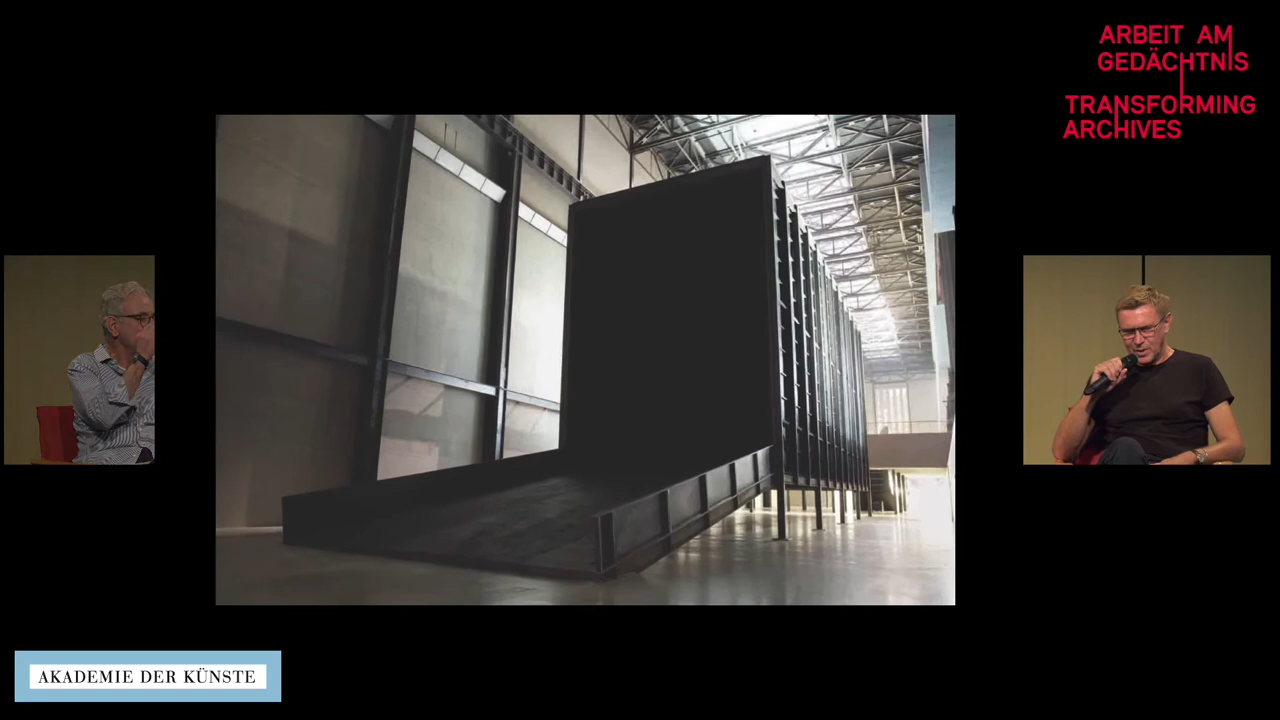 ARBEIT AM
GEDÄCHTNIS
TRANSFORMING
ARCHIVES
AKADEMIE DER KÜNSTE